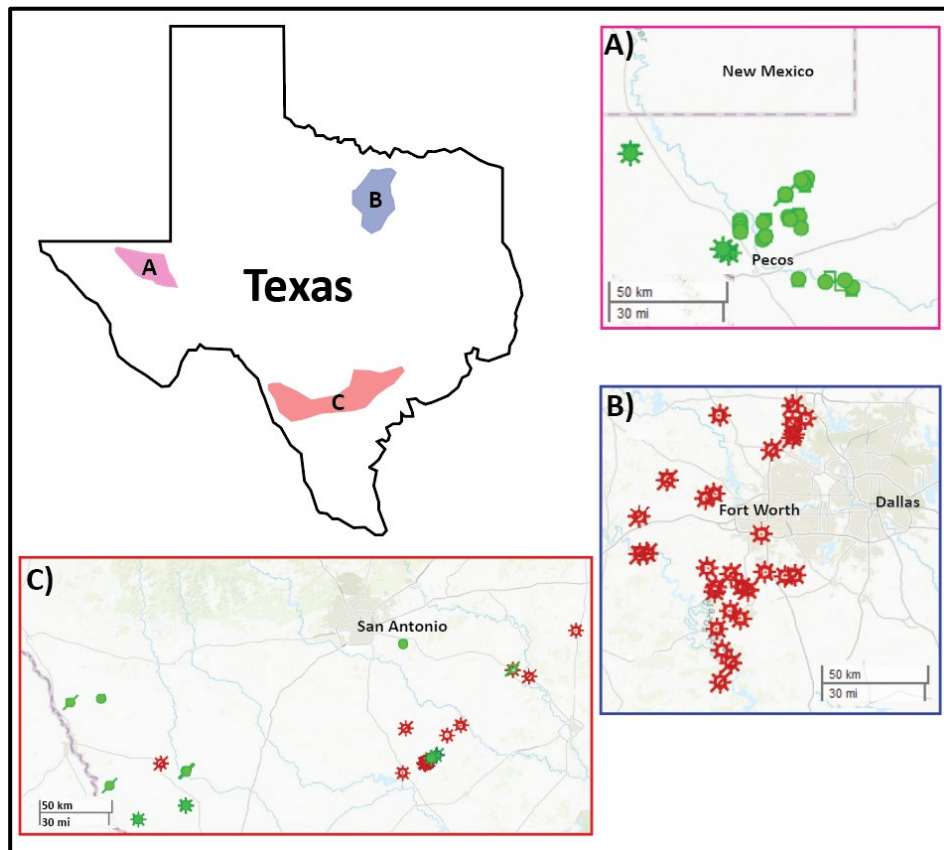 Texas
A
B
C
A)
New Mexico
Pecos
50 km
30 mi
B)
Fort Worth
Dallas
50 km
30 mi
C)
San Antonio
50 km
30 mi